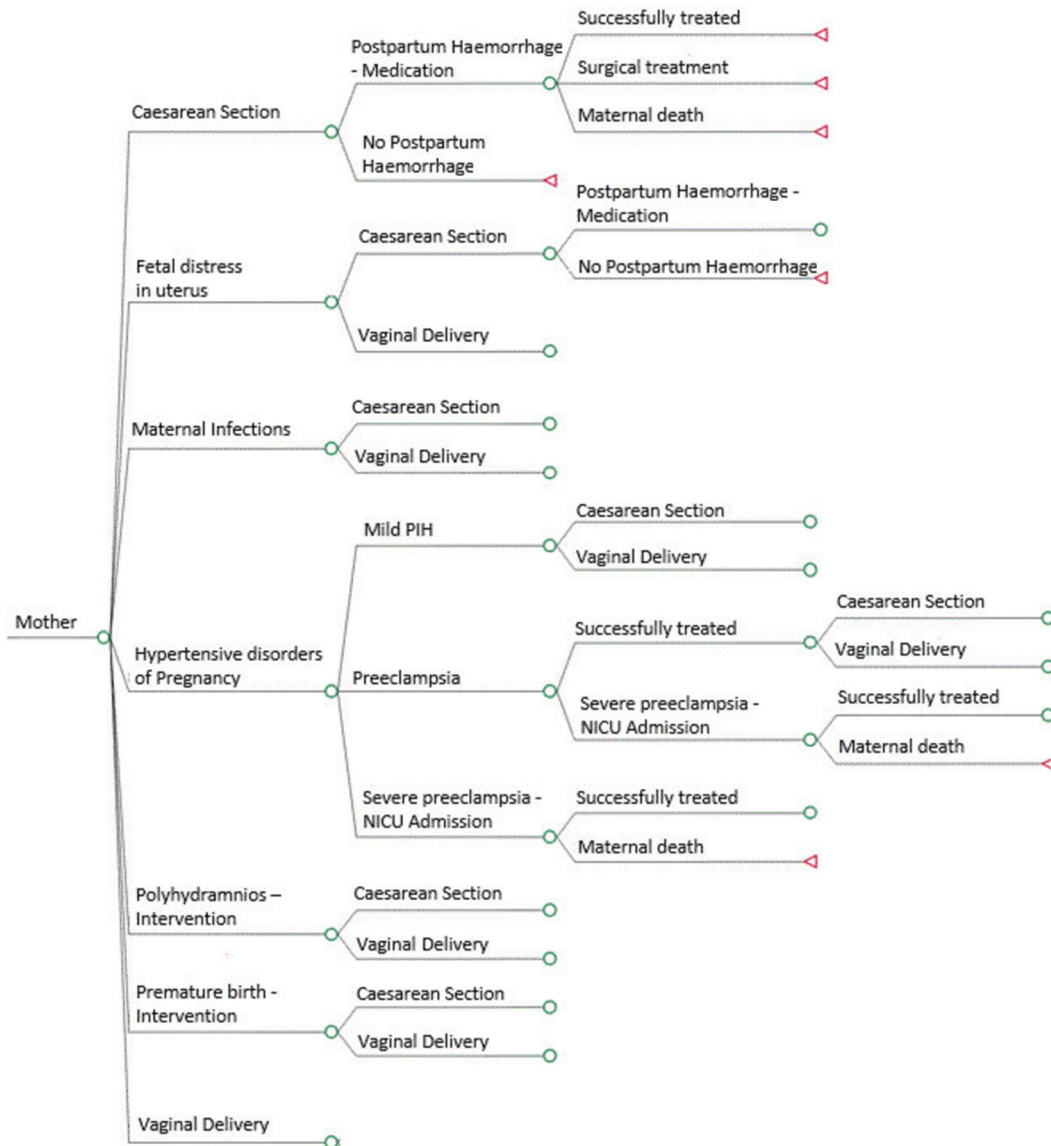 Successfully treated
Postpartum Haemorrhage
- Medication
Surgical treatment
Maternal death
Caesarean Section
No Postpartum
Haemorrhage
Postpartum Haemorrhage -
Medication
Caesarean Section
No Postpartum Haemorrhage
Fetal distress
in uterus
Vaginal Delivery
Caesarean Section
Maternal Infections
Vaginal Delivery
Mild PIH
Caesarean Section
Vaginal Delivery
Mother
Hypertensive disorders
of Pregnancy
Preeclampsia
Successfully treated
Caesarean Section
Vaginal Delivery
Severe preeclampsia -
NICU Admission
Successfully treated
Maternal death
Severe preeclampsia -
NICU Admission
Successfully treated
Maternal death
Polyhydramnios –
Intervention
Caesarean Section
Vaginal Delivery
Premature birth -
Intervention
Caesarean Section
Vaginal Delivery
Vaginal Delivery